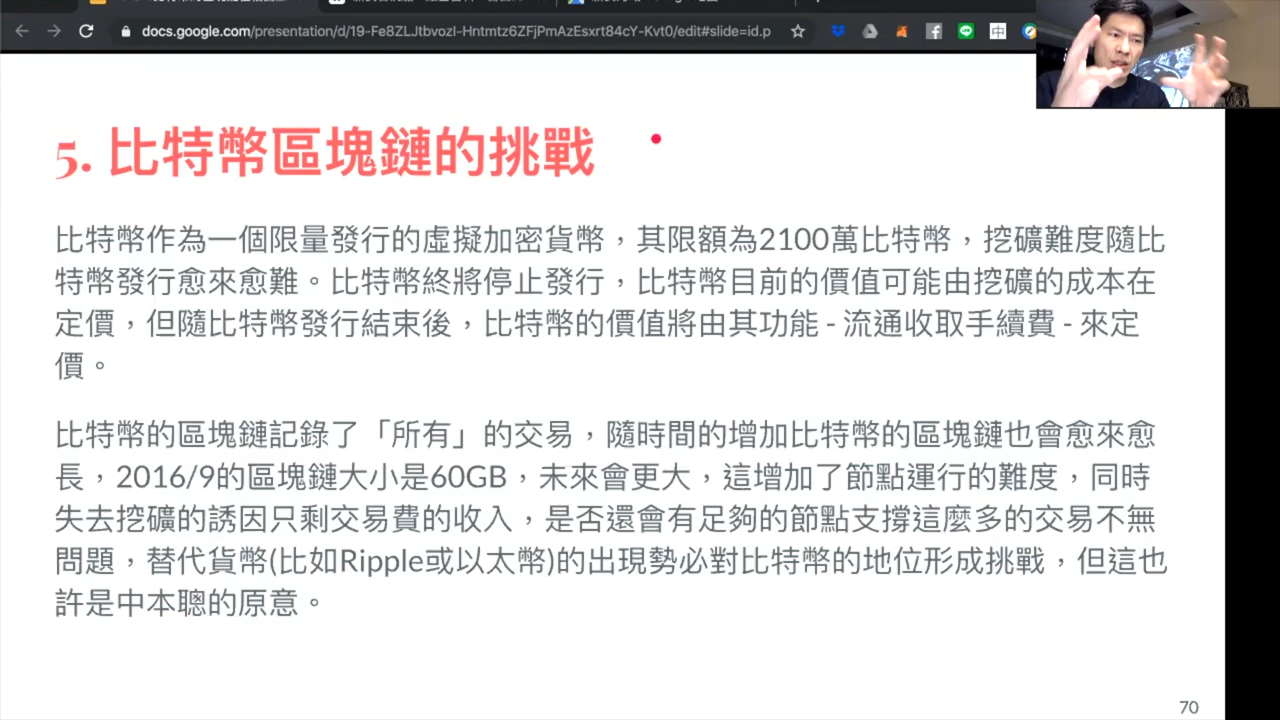 docs.google.com/presentation/d/19-Fe8ZLJtbvozl-Hntmtz6ZFjPmAzEsxrt84cY-Kvt0/edit#slide=id.p
中
5. 比特幣區塊鏈的挑戰
比特幣作為一個限量發行的虛擬加密貨幣，其限額為2100萬比特幣，挖礦難度隨比
特幣發行愈來愈難。比特幣終將停止發行，比特幣目前的價值可能由挖礦的成本在
定價，但隨比特幣發行結束後，比特幣的價值將由其功能 - 流通收取手續費 - 來定
價。
比特幣的區塊鏈記錄了「所有」的交易，隨時間的增加比特幣的區塊鏈也會愈來愈
長，2016/9的區塊鏈大小是60GB，未來會更大，這增加了節點運行的難度，同時
失去挖礦的誘因只剩交易費的收入，是否還會有足夠的節點支撐這麼多的交易不無
問題，替代貨幣(比如Ripple或以太幣)的出現勢必對比特幣的地位形成挑戰，但這也
許是中本聰的原意。
70